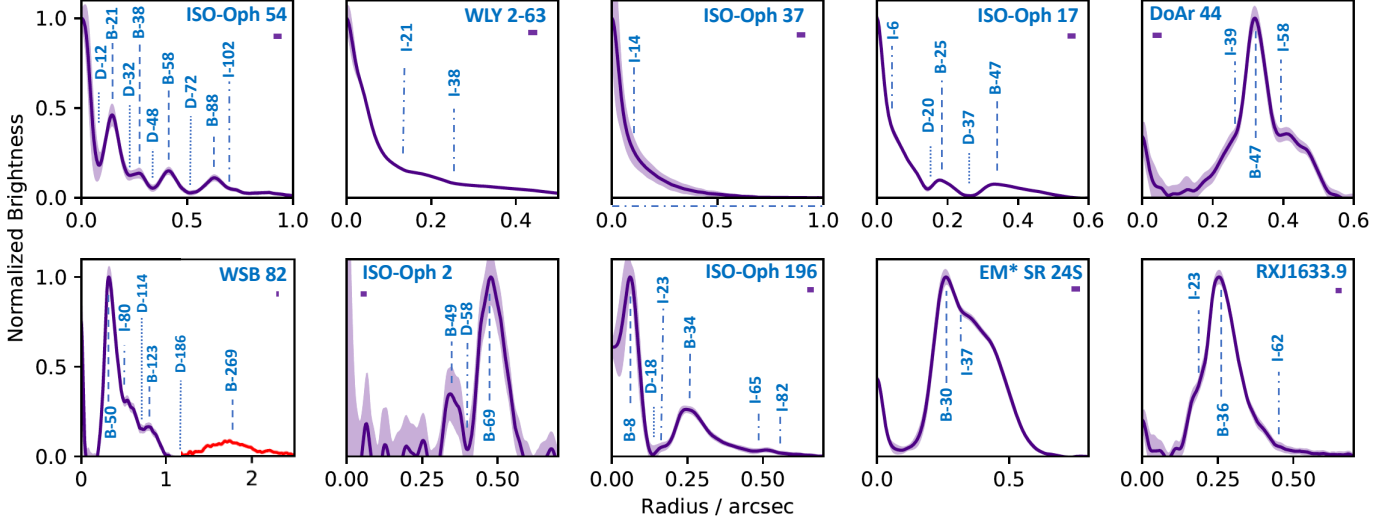 Normalized Brightness
1.0
0.5
0.0
ISO-Oph 54
D-12
B-21
D-32
B-38
D-48
B-58
D-72
B-88
I-102
0.0
0.5
1.0
WLY 2-63
I-21
I-38
0.0
0.2
0.4
ISO-Oph 37
I-14
0.0
0.5
1.0
ISO-Oph 17
I-6
D-20
B-25
D-37
B-47
0.0
0.2
0.4
0.6
DoAr 44
I-39
B-47
I-58
0.0
0.2
0.4
0.6
1.0
0.5
0.0
WSB 82
B-50
I-80
D-114
B-123
D-186
B-269
0
1
2
ISO-Oph 2
B-49
D-58
B-69
0.00
0.25
0.50
ISO-Oph 196
B-8
D-18
I-23
B-34
I-65
I-82
0.00
0.25
0.50
EM* SR 24S
B-30
I-37
0.0
0.5
RXJ1633.9
I-23
B-36
I-62
0.00
0.25
0.50
Radius / arcsec